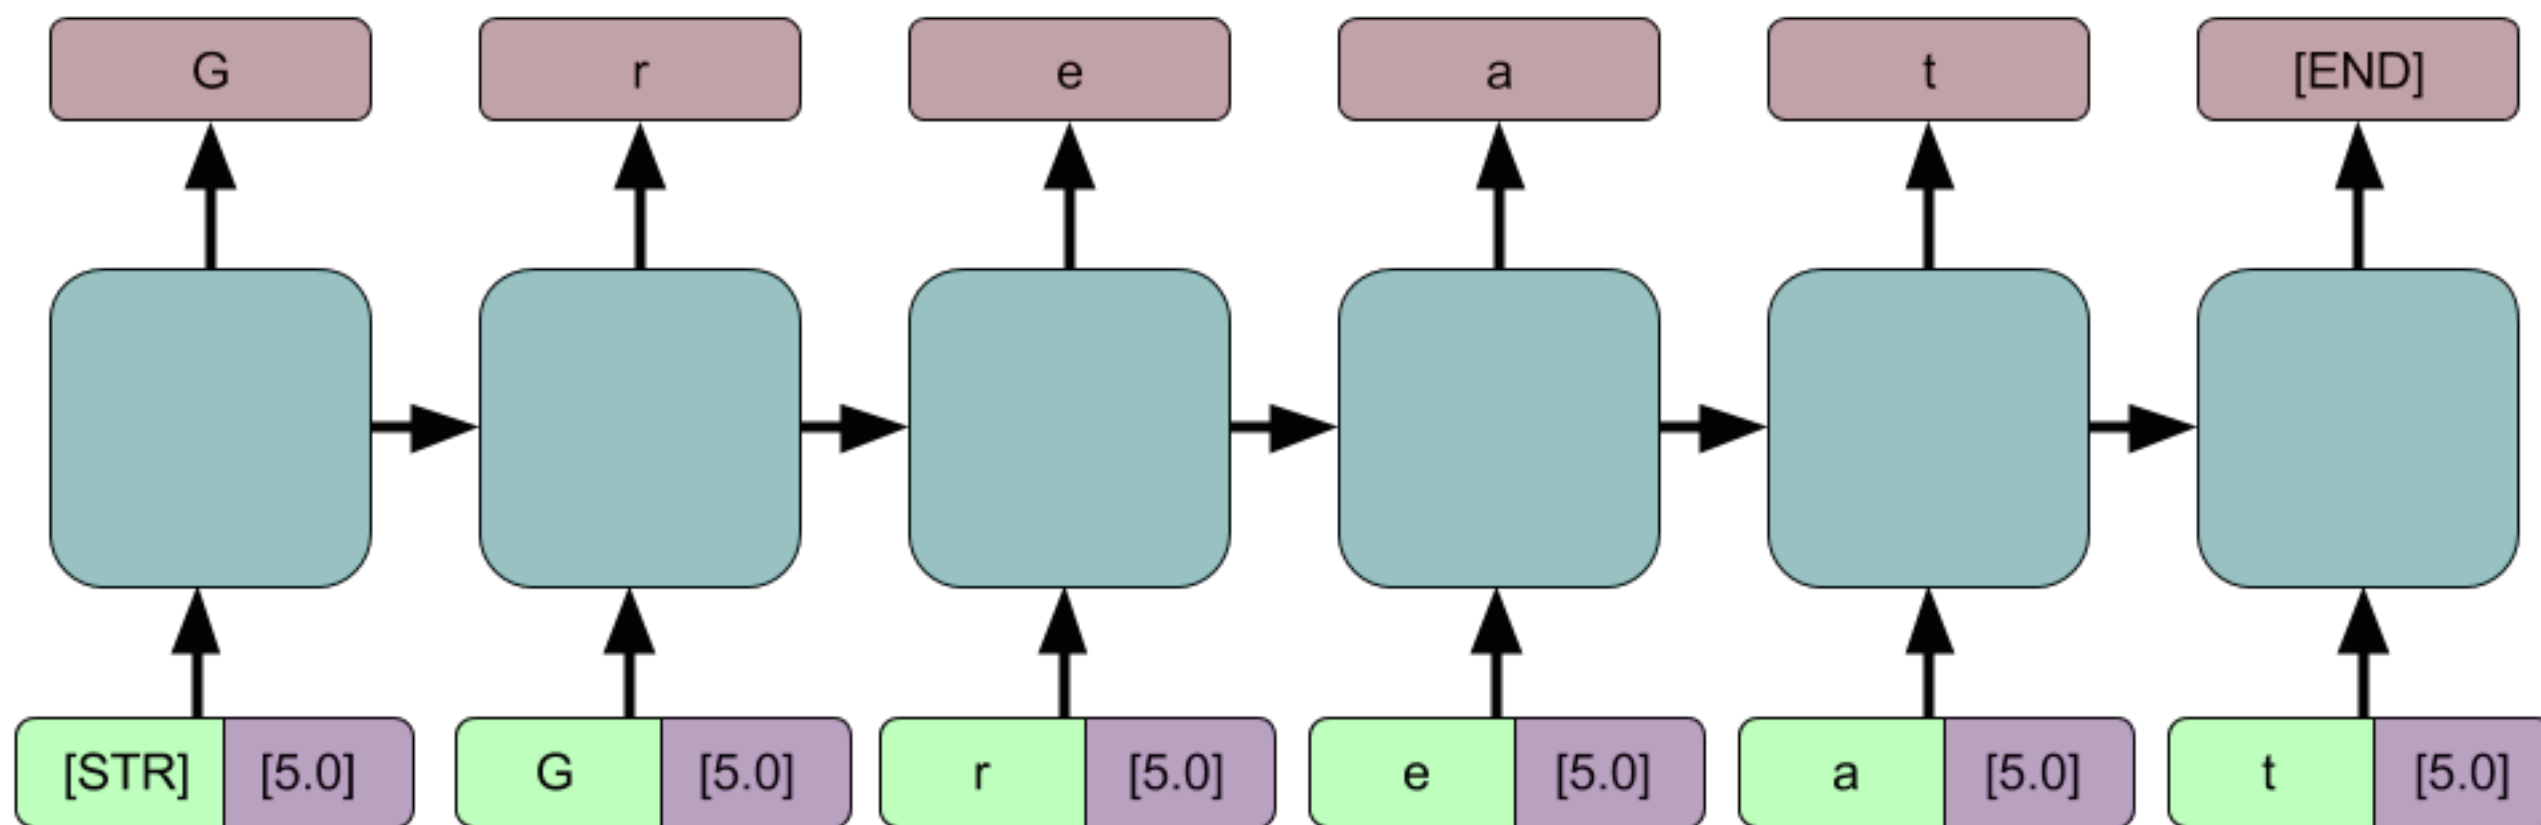 G r e a t [END]
[STR] [5.0] G [5.0] r [5.0] e [5.0] a [5.0] t [5.0]